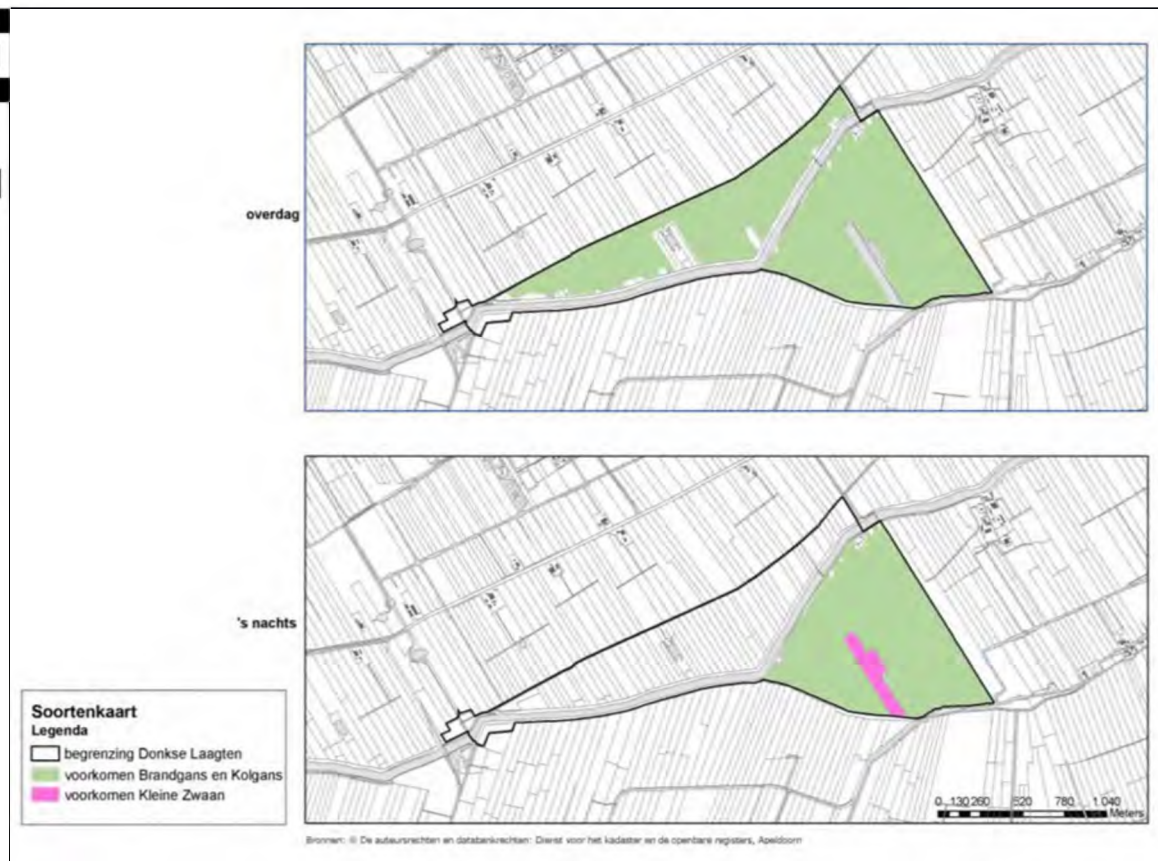 overdag
's nachts
Soortenkaart
Legenda
begrenzing Donkse Laagten
voorkomen Brandgans en Kolgans
voorkomen Kleine Zwaan
0 130 260 520 780 1.040
Meters
Bronnen: © De auteursrechten en databankrechten: Dienst voor het kadaster en de openbare registers, Apeldoorn